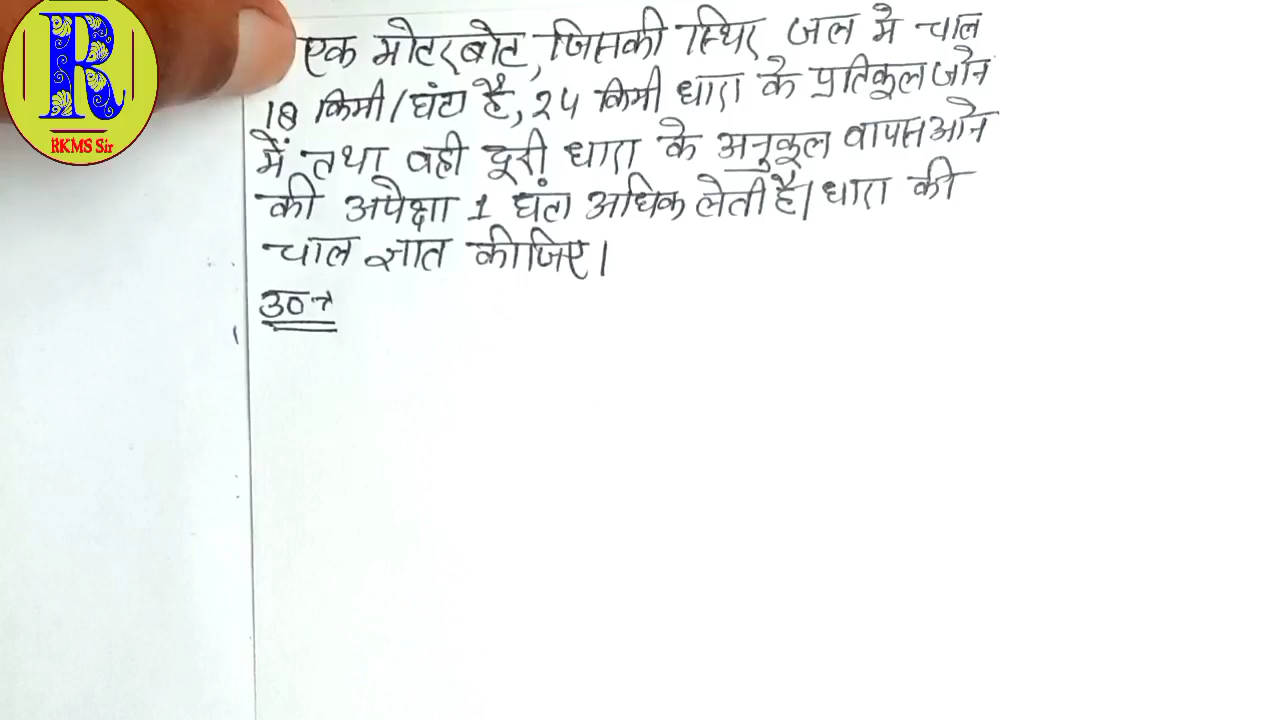 R
RKMS Sir
एक मोटरबोट, जिसकी स्थिर जल मे चाल
18 किमी/घंटा है, 24 किमी धारा के प्रतिकूल जाने
में तथा वही दूरी धारा के अनुकूल वापस आने
की अपेक्षा 1 घंटा अधिक लेती है। धारा की
चाल ज्ञात कीजिए।
उ०→